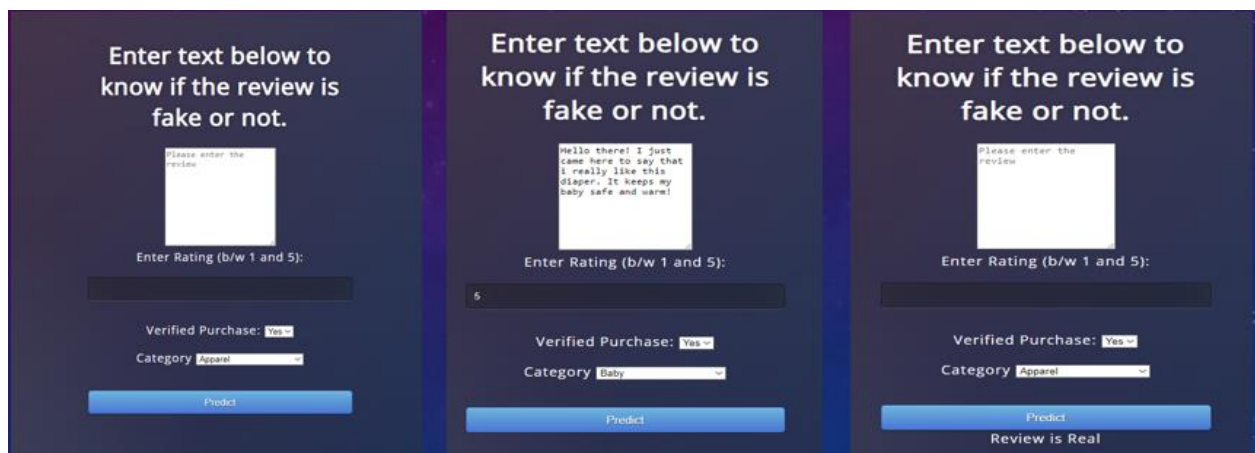 Enter text below to
know if the review is
fake or not.
Please enter the
review
Enter Rating (b/w 1 and 5):
Verified Purchase: Yes
Category Apparel
Predict
Enter text below to
know if the review is
fake or not.
Hello there! I just
came here to say that
i really like this
diaper. It keeps my
baby safe and warm!
Enter Rating (b/w 1 and 5):
5
Verified Purchase: Yes
Category Baby
Predict
Enter text below to
know if the review is
fake or not.
Please enter the
review
Enter Rating (b/w 1 and 5):
Verified Purchase: Yes
Category Apparel
Predict
Review is Real